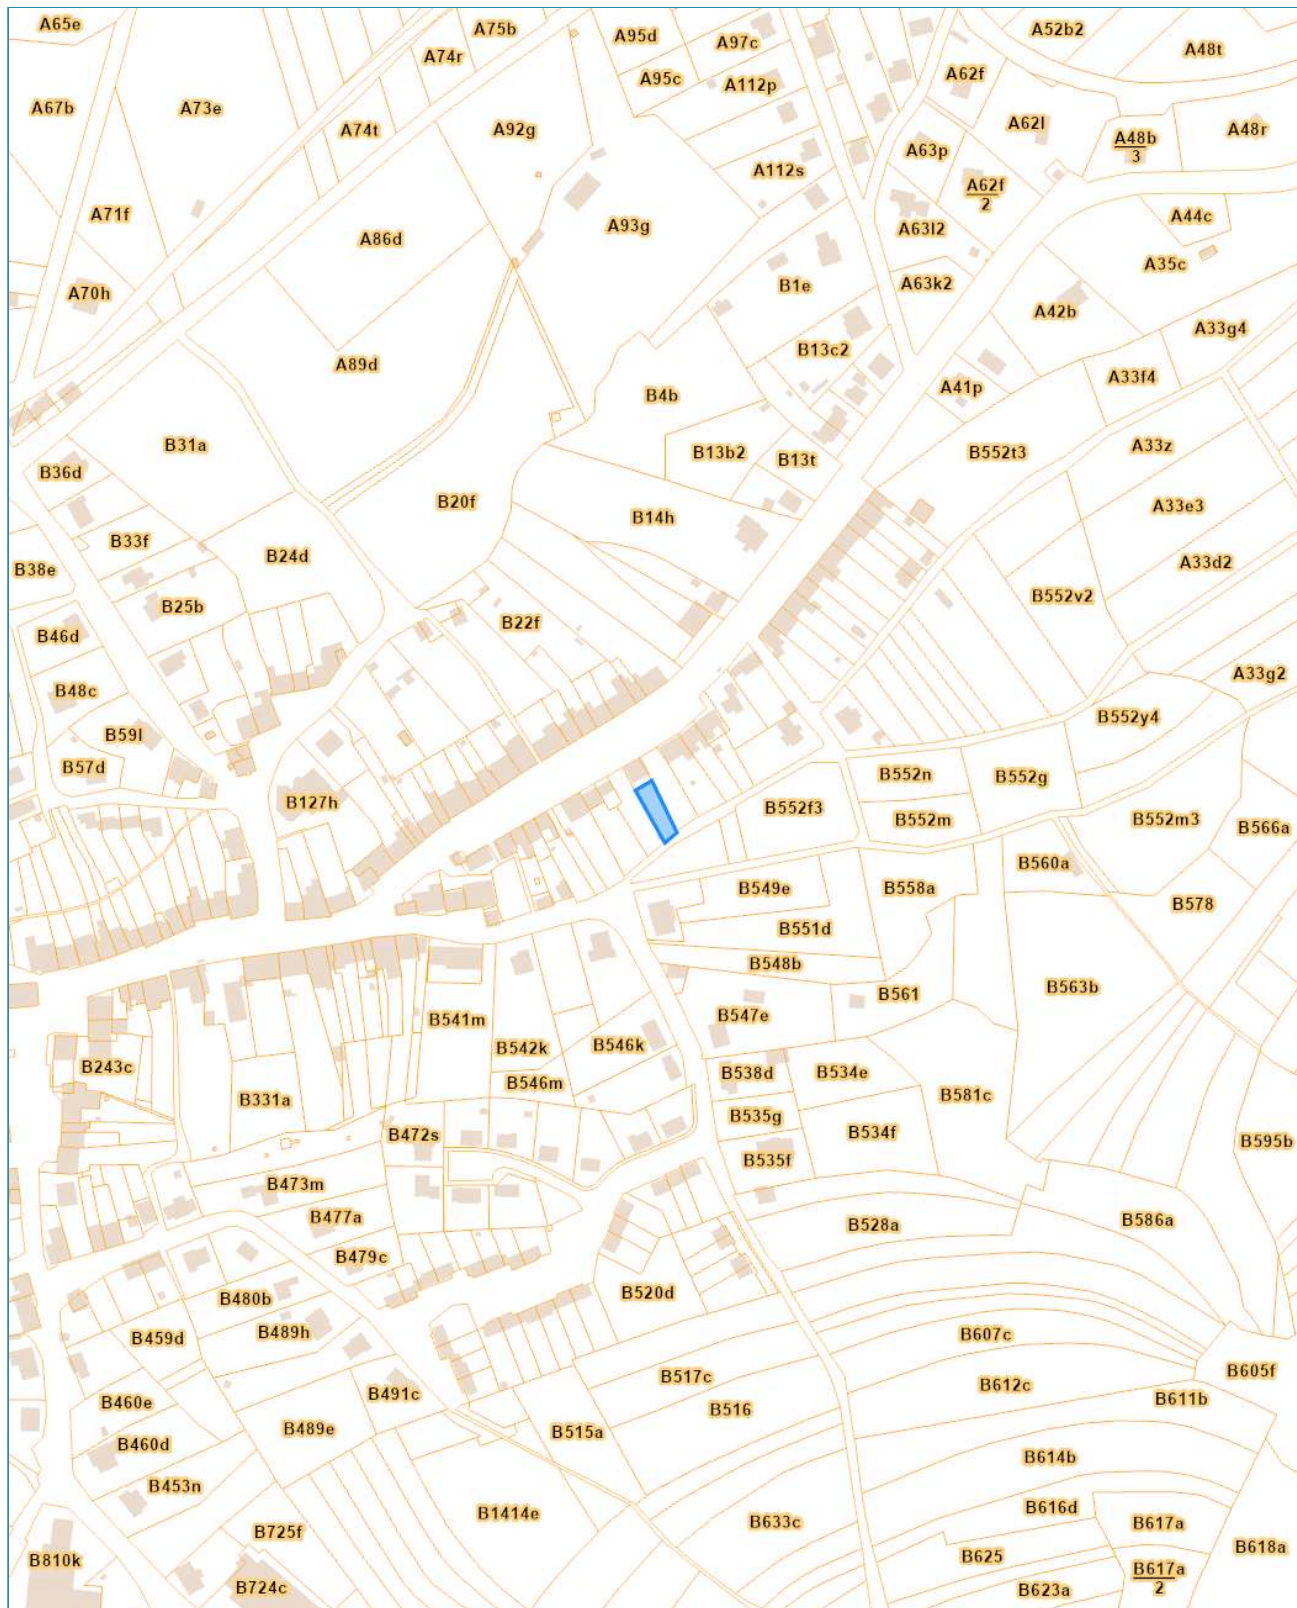 A65e
A75b
A95d
A97c
A52b2
A48t
A74r
A95c
A112p
A62f
A67b
A73e
A74t
A92g
A62l
A48b
3
A48r
A63p
A112s
A62f
2
A71f
A86d
A93g
A63l2
A44c
A35c
A70h
B1e
A63k2
A42b
A33g4
A89d
B13c2
A33f4
A41p
B4b
B31a
B36d
B13b2
B13t
B552t3
A33z
B20f
B14h
A33e3
B33f
B24d
B38e
A33d2
B25b
B552v2
B46d
B22f
B48c
A33g2
B59l
B552y4
B57d
B552n
B552g
B127h
B552f3
B552m
B552m3
B566a
B560a
B549e
B558a
B578
B551d
B548b
B561
B563b
B541m
B547e
B542k
B546k
B243c
B546m
B538d
B534e
B331a
B535g
B581c
B472s
B534f
B595b
B535f
B473m
B477a
B528a
B586a
B479c
B480b
B520d
B459d
B489h
B607c
B517c
B612c
B605f
B491c
B460e
B516
B611b
B489e
B515a
B460d
B614b
B453n
B616d
B1414e
B633c
B617a
B725f
B618a
B810k
B625
B617a
2
B724c
B623a